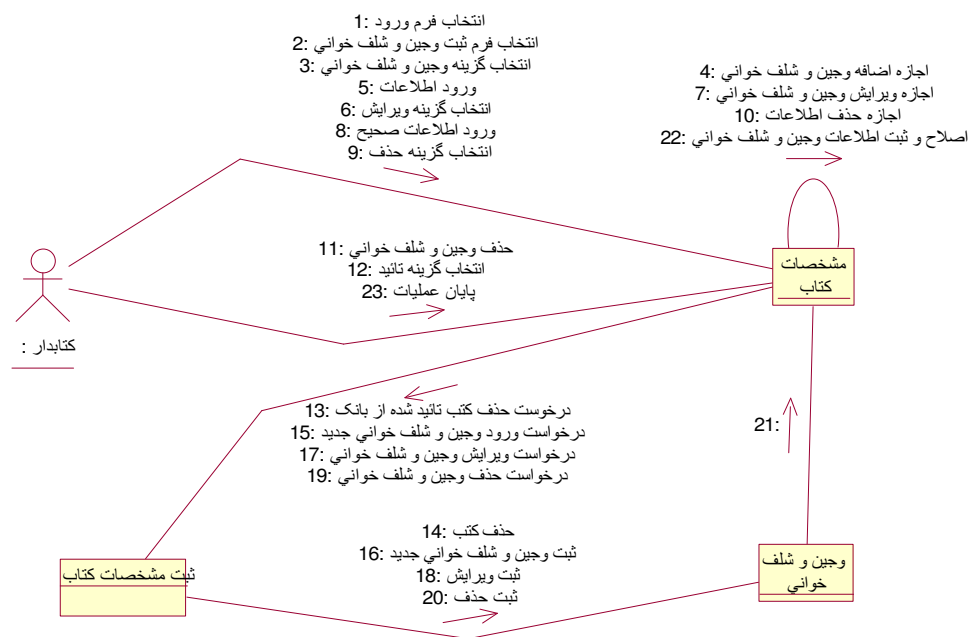 1: انتخاب فرم ورود
2: انتخاب فرم ثبت وجين و شلف خواني
3: انتخاب گزينه وجين و شلف خواني
5: ورود اطلاعات
6: انتخاب گزينه ويرايش
8: ورود اطلاعات صحيح
9: انتخاب گزينه حذف
4: اجازه اضافه وجين و شلف خواني
7: اجازه ويرايش وجين و شلف خواني
10: اجازه حذف اطلاعات
22: اصلاح و ثبت اطلاعات وجين و شلف خواني
11: حذف وجين و شلف خواني
12: انتخاب گزينه تائيد
23: پايان عمليات
مشخصات
كتاب
: كتابدار
13: درخوست حذف كتب تائيد شده از بانک
15: درخواست ورود وجين و شلف خواني جديد
17: درخواست ويرايش وجين و شلف خواني
19: درخواست حذف وجين و شلف خواني
21:
14: حذف كتب
16: ثبت وجين و شلف خواني جديد
18: ثبت ويرايش
20: ثبت حذف
ثبت مشخصات كتاب
وجين و شلف
خواني